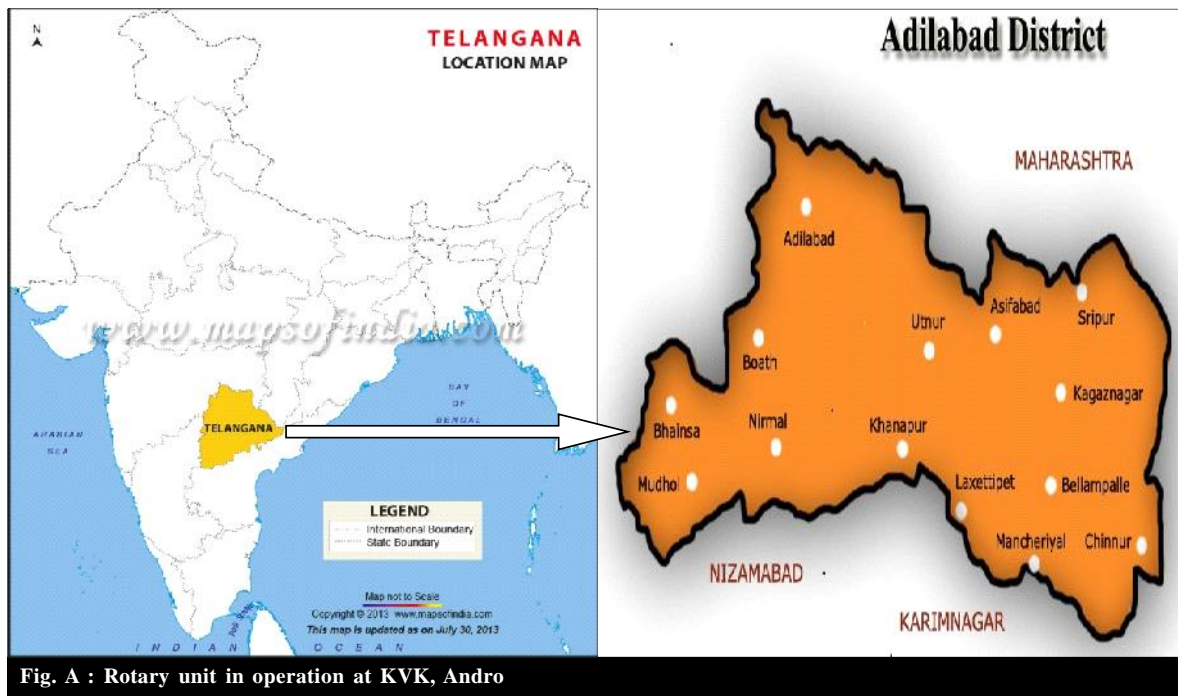 N
TELANGANA
LOCATION MAP
www.mapsofindia.com
TELANGANA
ARABIAN
SEA
BAY
OF
BENGAL
LEGEND
International Boundary
State Boundary
Map not to Scale
Copyright © 2013 www.mapsofindia.com
This map is updated as on July 30, 2013
INDIAN OCEAN
Adilabad District
MAHARASHTRA
Adilabad
Asifabad
Sripur
Utnur
Boath
Kagaznagar
Bhainsa
Nirmal
Khanapur
Mudhol
Laxettipet
Bellampalle
Mancheriyal
Chinnur
NIZAMABAD
KARIMNAGAR
Fig. A : Rotary unit in operation at KVK, Andro